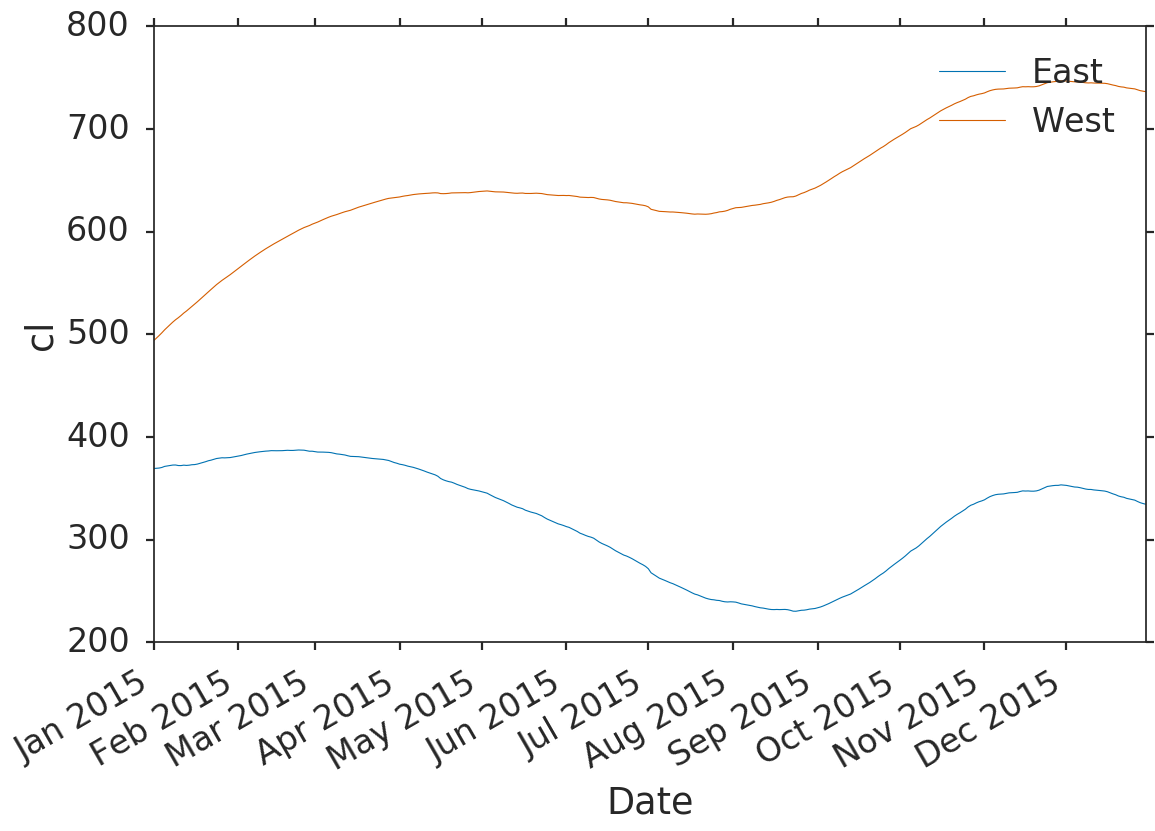 800
700
600
500
400
300
200
cl
East
West
Jan 2015
Feb 2015
Mar 2015
Apr 2015
May 2015
Jun 2015
Jul 2015
Aug 2015
Sep 2015
Oct 2015
Nov 2015
Dec 2015
Date